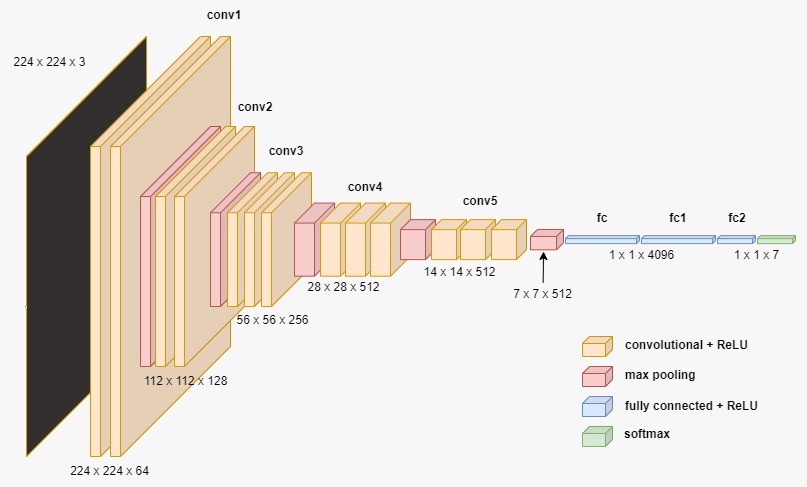 conv1
224 x 224 x 3
conv2
conv3
conv4
conv5
fc
fc1
fc2
1 x 1 x 4096
1 x 1 x 7
14 x 14 x 512
28 x 28 x 512
7 x 7 x 512
56 x 56 x 256
112 x 112 x 128
224 x 224 x 64
convolutional + ReLU
max pooling
fully connected + ReLU
softmax